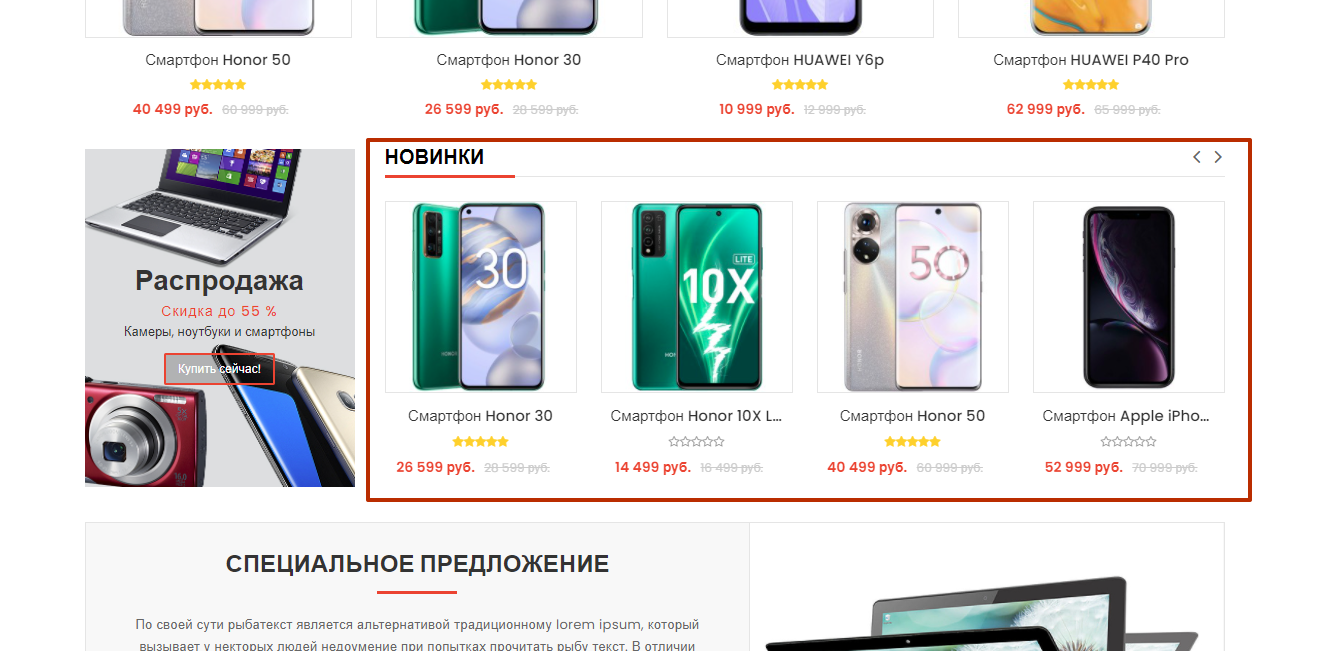 Смартфон Honor 50
Смартфон Honor 30
Смартфон HUAWEI Y6p
Смартфон HUAWEI P40 Pro
40 499 руб. 60 999 руб.
26 599 руб. 28 599 руб.
10 999 руб. 12 999 руб.
62 999 руб. 65 999 руб.
Распродажа
Скидка до 55 %
Камеры, ноутбуки и смартфоны
Купить сейчас!
НОВИНКИ
30
LITE
10X
50
Смартфон Honor 30
Смартфон Honor 10X L...
Смартфон Honor 50
Смартфон Apple iPho...
26 599 руб. 28 599 руб.
14 499 руб. 16 499 руб.
40 499 руб. 60 999 руб.
52 999 руб. 70 999 руб.
СПЕЦИАЛЬНОЕ ПРЕДЛОЖЕНИЕ
По своей сути рыбатекст является альтернативой традиционному lorem ipsum, который
вызывает у некторых людей недоумение при попытках прочитать рыбу текст. В отличии